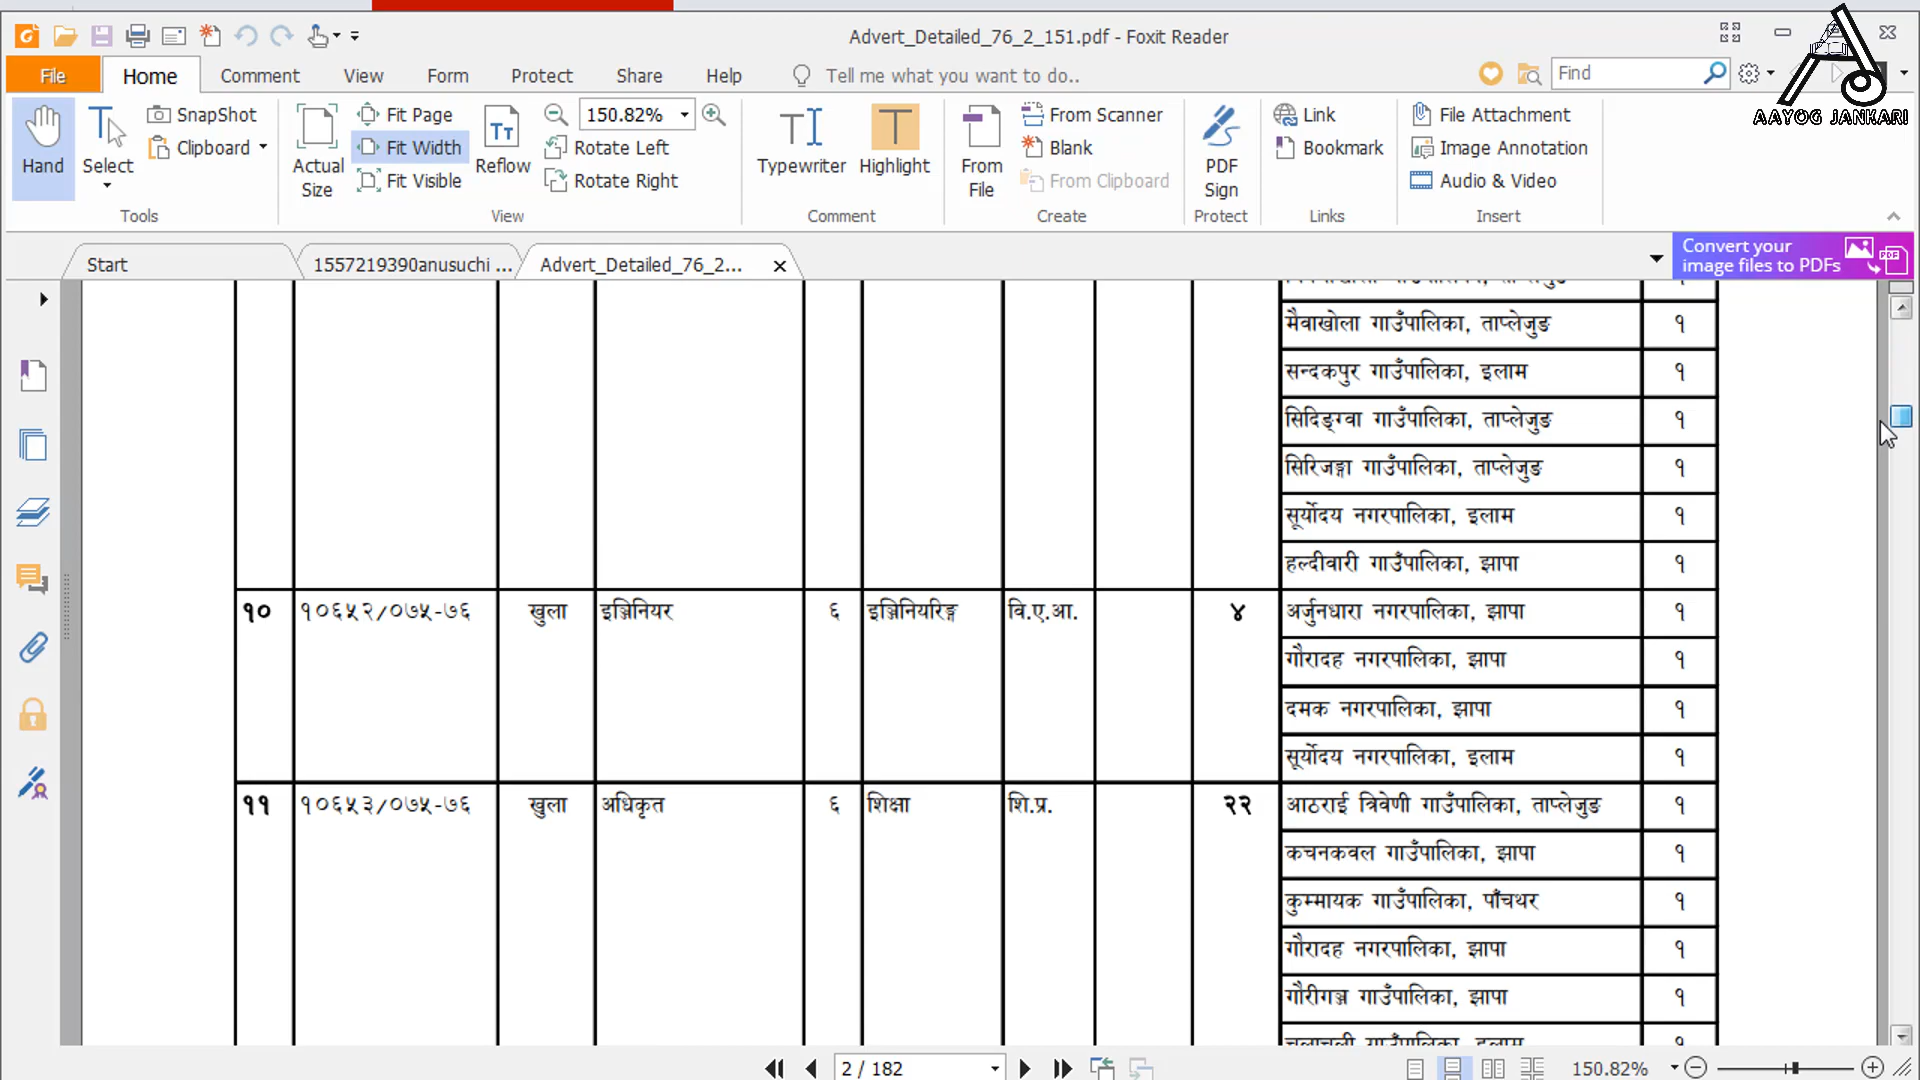 Advert_Detailed_76_2_151.pdf - Foxit Reader
File Home Comment View Form Protect Share Help Tell me what you want to do.. Find
AAYOG JANKARI
Hand
Select
SnapShot
Clipboard
Tools
Actual Size
Fit Page
Fit Width
Fit Visible
Reflow
150.82%
Rotate Left
Rotate Right
View
Typewriter
Highlight
Comment
From File
From Scanner
Blank
From Clipboard
Create
PDF Sign
Protect
Link
Bookmark
Links
File Attachment
Image Annotation
Audio & Video
Insert
Start 1557219390anusuchi ... Advert_Detailed_76_2...
Convert your
image files to PDFs
मैवाखोला गाउँपालिका, ताप्लेजुङ १
सन्दकपुर गाउँपालिका, इलाम १
सिदिङ्ग्वा गाउँपालिका, ताप्लेजुङ १
सिरिजङ्गा गाउँपालिका, ताप्लेजुङ १
सूर्योदय नगरपालिका, इलाम १
हल्दीवारी गाउँपालिका, झापा १
१० १०६५२/०७५-७६ खुला इञ्जिनियर ६ इञ्जिनियरिङ्ग वि.ए.आ. ४ अर्जुनधारा नगरपालिका, झापा १
गौरादह नगरपालिका, झापा १
दमक नगरपालिका, झापा १
सूर्योदय नगरपालिका, इलाम १
११ १०६५३/०७५-७६ खुला अधिकृत ६ शिक्षा शि.प्र. २२ आठराई त्रिवेणी गाउँपालिका, ताप्लेजुङ १
कचनकवल गाउँपालिका, झापा १
कुम्मायक गाउँपालिका, पाँचथर १
गौरादह नगरपालिका, झापा १
गौरीगञ्ज गाउँपालिका, झापा १
2 / 182 150.82%